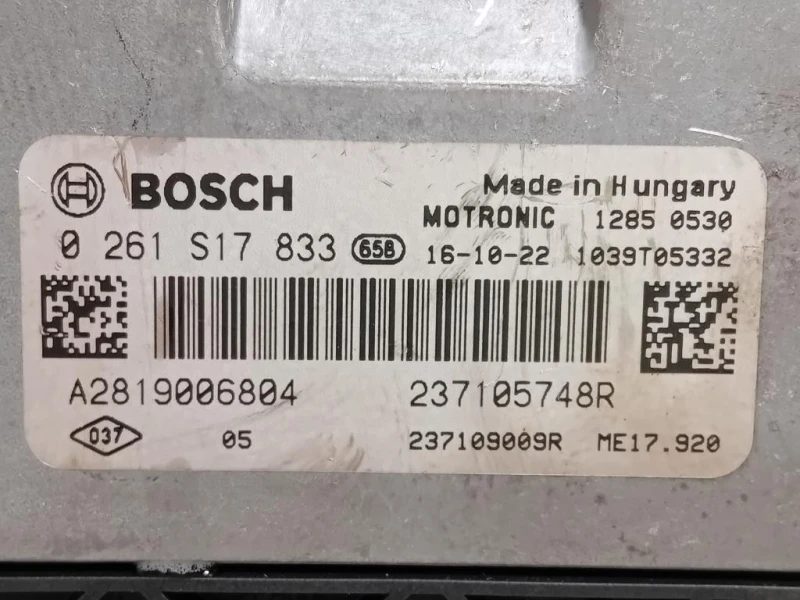 BOSCH
Made in Hungary
MOTRONIC 1285 0530
0 261 S17 833 658 16-10-22 1039T05332
A2819006804 237105748R
037 05 237109009R ME17.920